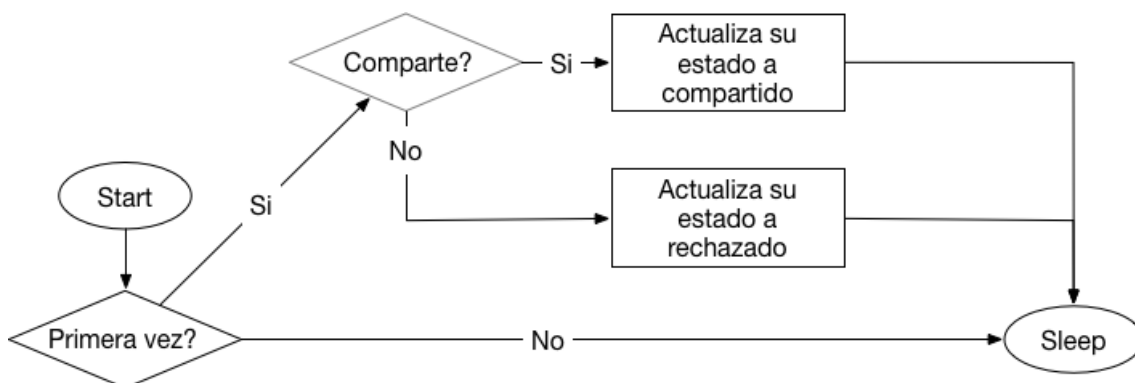 Actualiza su
estado a
compartido
Comparte?
Si
No
Start
Si
Actualiza su
estado a
rechazado
Primera vez?
No
Sleep